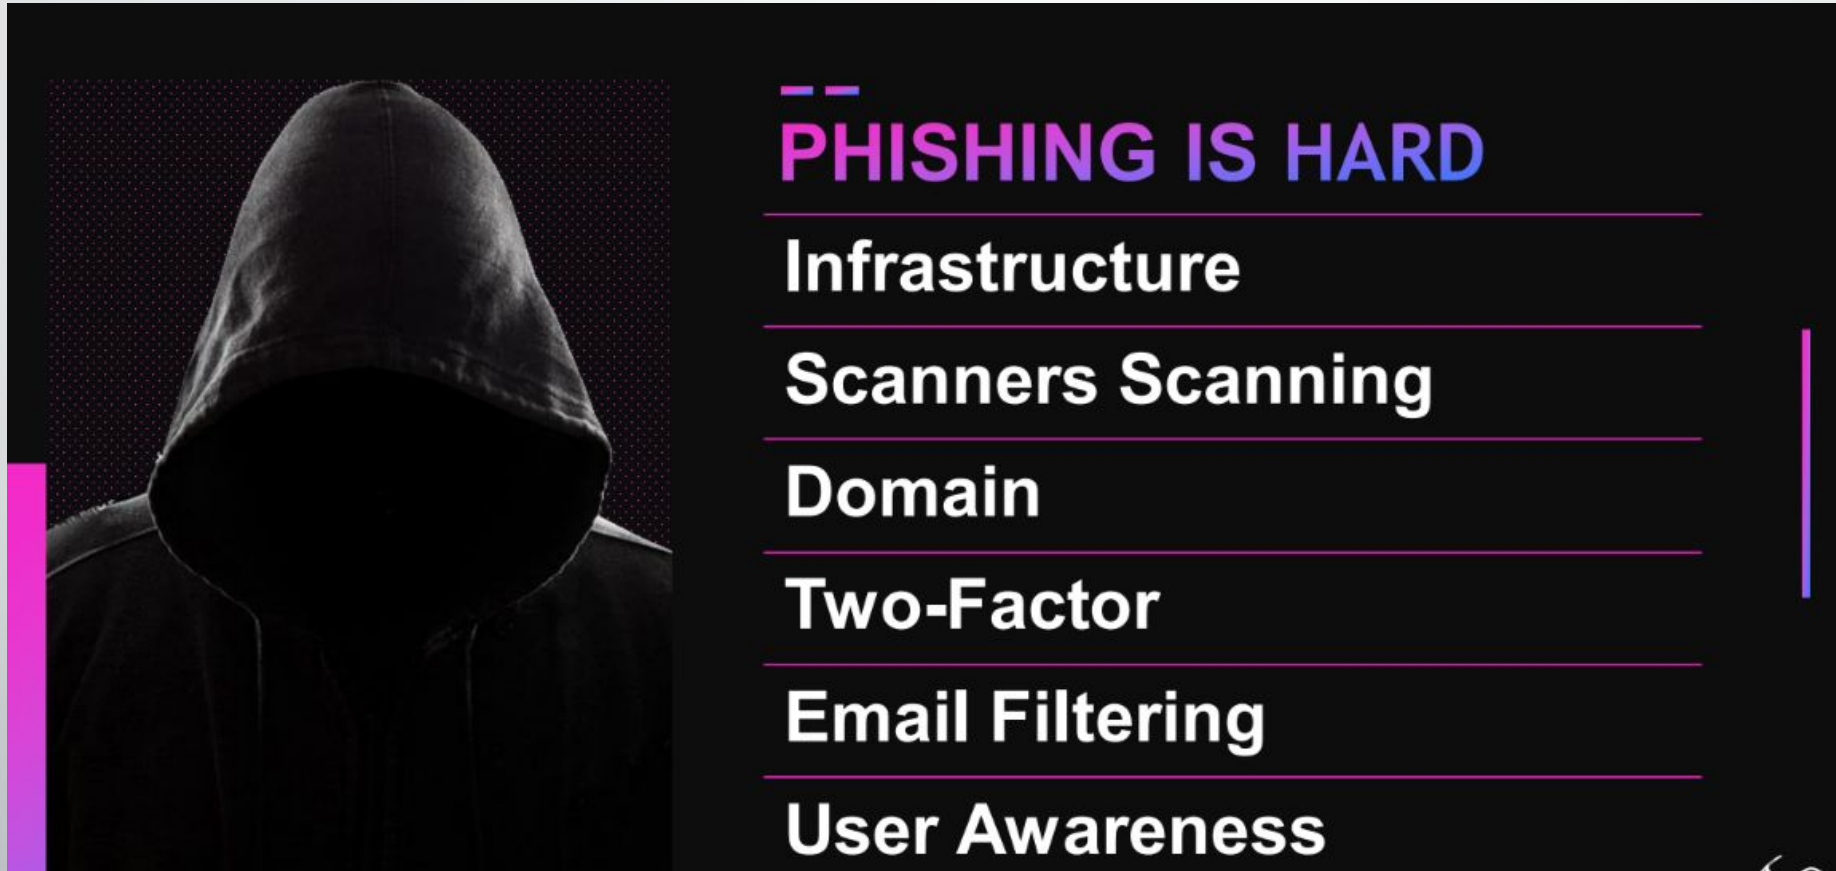 PHISHING IS HARD
Infrastructure
Scanners Scanning
Domain
Two-Factor
Email Filtering
User Awareness